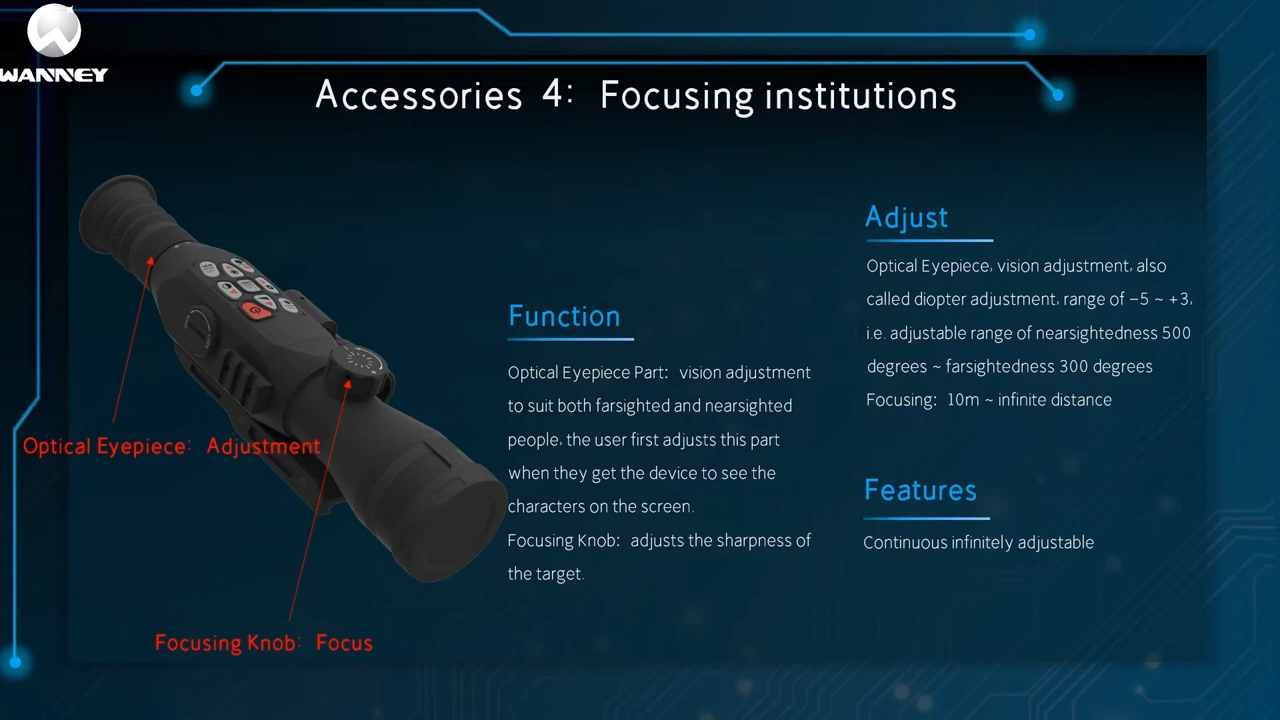 WANNEY
Accessories 4: Focusing institutions
Optical Eyepiece: Adjustment
Focusing Knob: Focus
Function
Optical Eyepiece Part: vision adjustment
to suit both farsighted and nearsighted
people, the user first adjusts this part
when they get the device to see the
characters on the screen.
Focusing Knob: adjusts the sharpness of
the target.
Adjust
Optical Eyepiece, vision adjustment, also
called diopter adjustment, range of −5 ~ +3,
i.e. adjustable range of nearsightedness 500
degrees ~ farsightedness 300 degrees
Focusing: 10m ~ infinite distance
Features
Continuous infinitely adjustable